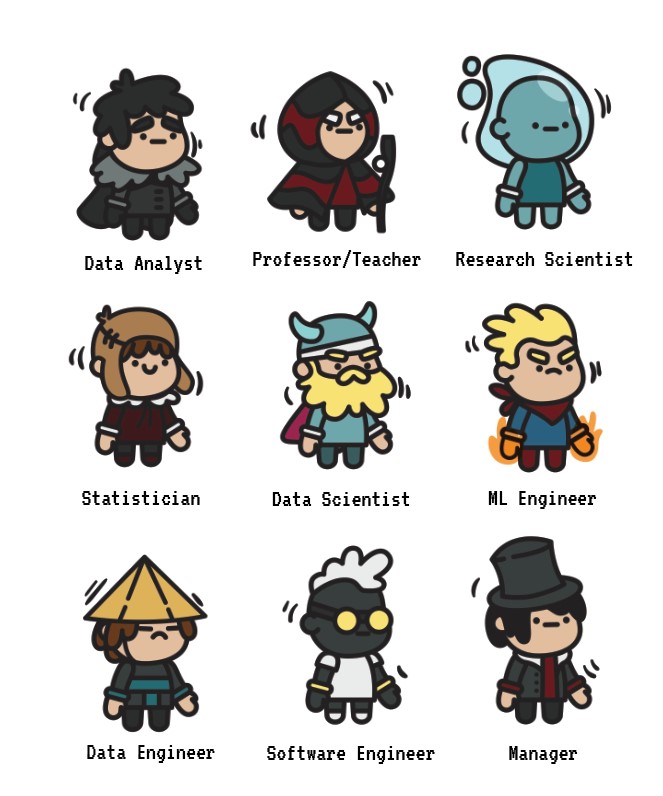 Data Analyst
Professor/Teacher
Research Scientist
Statistician
Data Scientist
ML Engineer
Data Engineer
Software Engineer
Manager